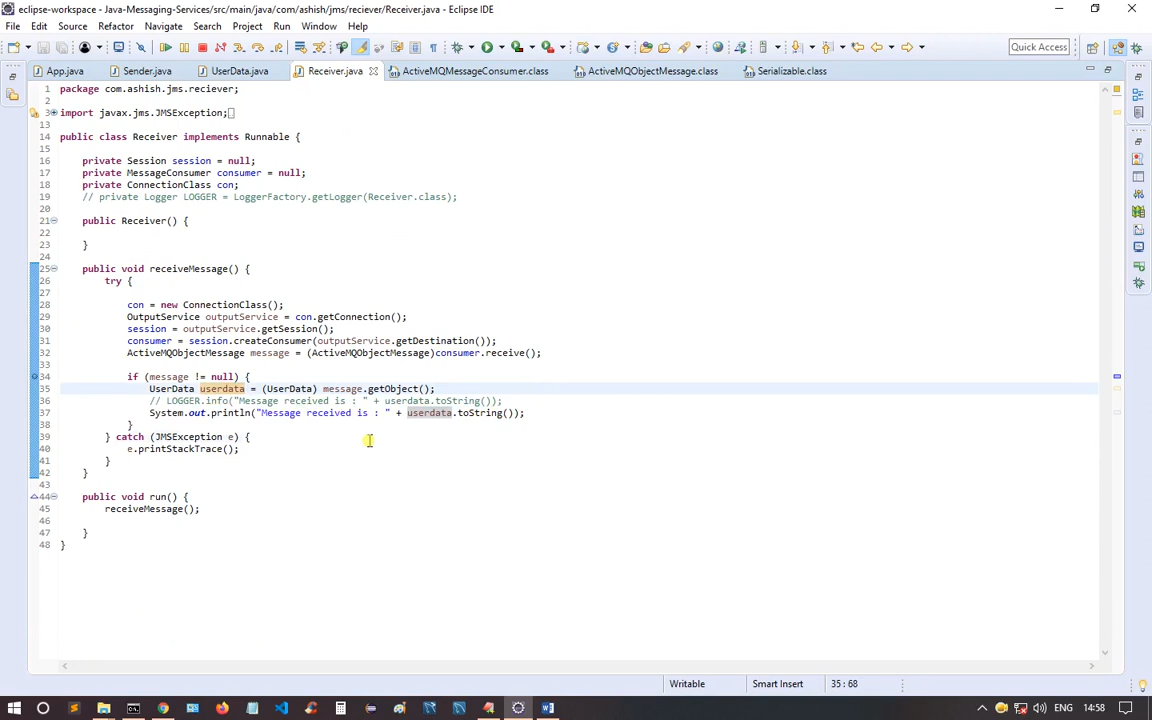 eclipse-workspace - Java-Messaging-Services/src/main/java/com/ashish/jms/reciever/Receiver.java - Eclipse IDE
File Edit Source Refactor Navigate Search Project Run Window Help
Quick Access
App.java Sender.java UserData.java Receiver.java ActiveMQMessageConsumer.class ActiveMQObjectMessage.class Serializable.class
1 package com.ashish.jms.reciever;
2
3 import javax.jms.JMSException;
13
14 public class Receiver implements Runnable {
15
16 private Session session = null;
17 private MessageConsumer consumer = null;
18 private ConnectionClass con;
19 // private Logger LOGGER = LoggerFactory.getLogger(Receiver.class);
20
21 public Receiver() {
22
23 }
24
25 public void receiveMessage() {
26 try {
27
28 con = new ConnectionClass();
29 OutputService outputService = con.getConnection();
30 session = outputService.getSession();
31 consumer = session.createConsumer(outputService.getDestination());
32 ActiveMQObjectMessage message = (ActiveMQObjectMessage)consumer.receive();
33
34 if (message != null) {
35 UserData userdata = (UserData) message.getObject();
36 // LOGGER.info("Message received is : " + userdata.toString());
37 System.out.println("Message received is : " + userdata.toString());
38 }
39 } catch (JMSException e) {
40 e.printStackTrace();
41 }
42 }
43
44 public void run() {
45 receiveMessage();
46
47 }
48 }
Writable Smart Insert 35 : 68
ENG 14:58